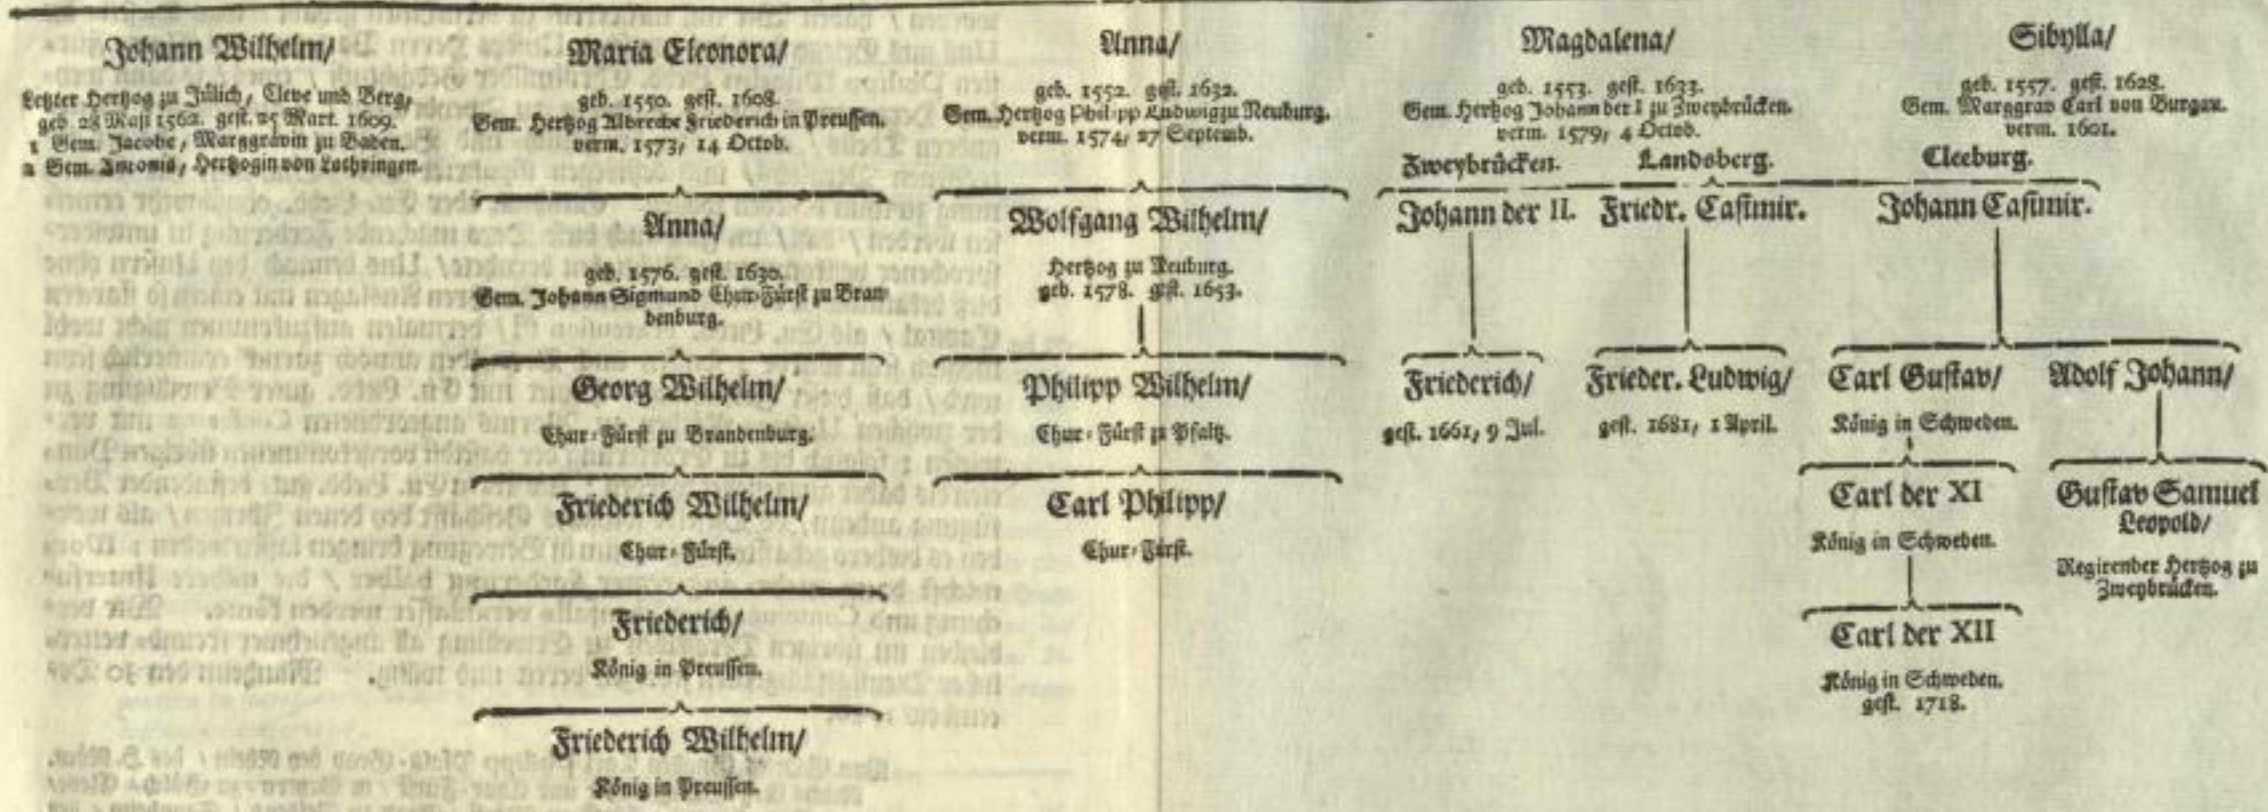 Johann Wilhelm/
Letzter Hertzog zu Jülich, Cleve und Berg,
geb. 28 Maji 1562. gest. 25 Mart. 1609.
1 Gem. Jacobe, Marggrävin zu Baden.
2 Gem. Antonia, Hertzogin von Lothringen.
Maria Eleonora/
geb. 1550. gest. 1608.
Gem. Hertzog Albrecht Friederich in Preussen.
verm. 1573, 14 Octob.
Anna/
geb. 1576. gest. 1630.
Gem. Johann Sigmund Chur-Fürst zu Bran
denburg.
Georg Wilhelm/
Chur-Fürst zu Brandenburg.
Friederich Wilhelm/
Chur-Fürst.
Friederich/
König in Preussen.
Friederich Wilhelm/
König in Preussen.
Anna/
geb. 1552. gest. 1632.
Gem. Hertzog Philipp Ludwig zu Neuburg.
verm. 1574, 27 Septemb.
Wolfgang Wilhelm/
Hertzog zu Neuburg.
geb. 1578. gest. 1653.
Philipp Wilhelm/
Chur-Fürst zu Pfaltz.
Carl Philipp/
Chur-Fürst.
Magdalena/
geb. 1553. gest. 1633.
Gem. Hertzog Johann der I zu Zweybrücken.
verm. 1579, 4 Octob.
Zweybrücken. Landsberg. Cleeburg.
Johann der II. Friedr. Casimir. Johann Casimir.
Friederich/
gest. 1661, 9 Jul.
Frieder. Ludwig/
gest. 1681, 1 April.
Carl Gustav/
König in Schweden.
Carl der XI
König in Schweden.
Carl der XII
König in Schweden.
gest. 1718.
Adolf Johann/
Gustav Samuel
Leopold/
Regirender Hertzog zu
Zweybrücken.
Sibylla/
geb. 1557. gest. 1628.
Gem. Marggrav Carl von Burgau.
verm. 1601.